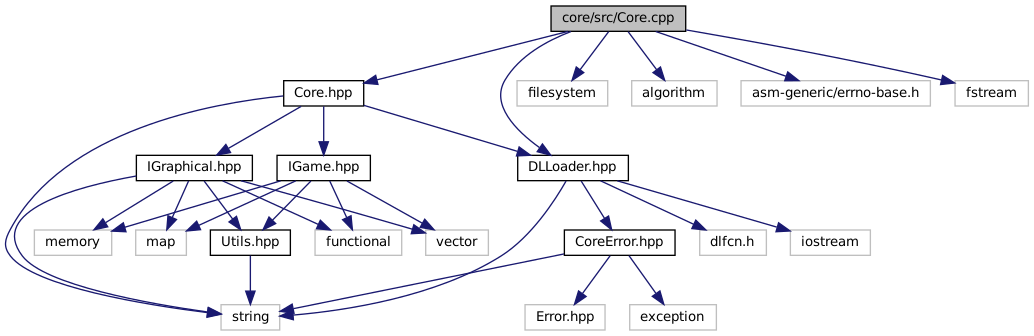 core/src/Core.cpp
Core.hpp
filesystem
algorithm
asm-generic/errno-base.h
fstream
IGraphical.hpp
IGame.hpp
DLLoader.hpp
memory
map
Utils.hpp
functional
vector
CoreError.hpp
dlfcn.h
iostream
string
Error.hpp
exception